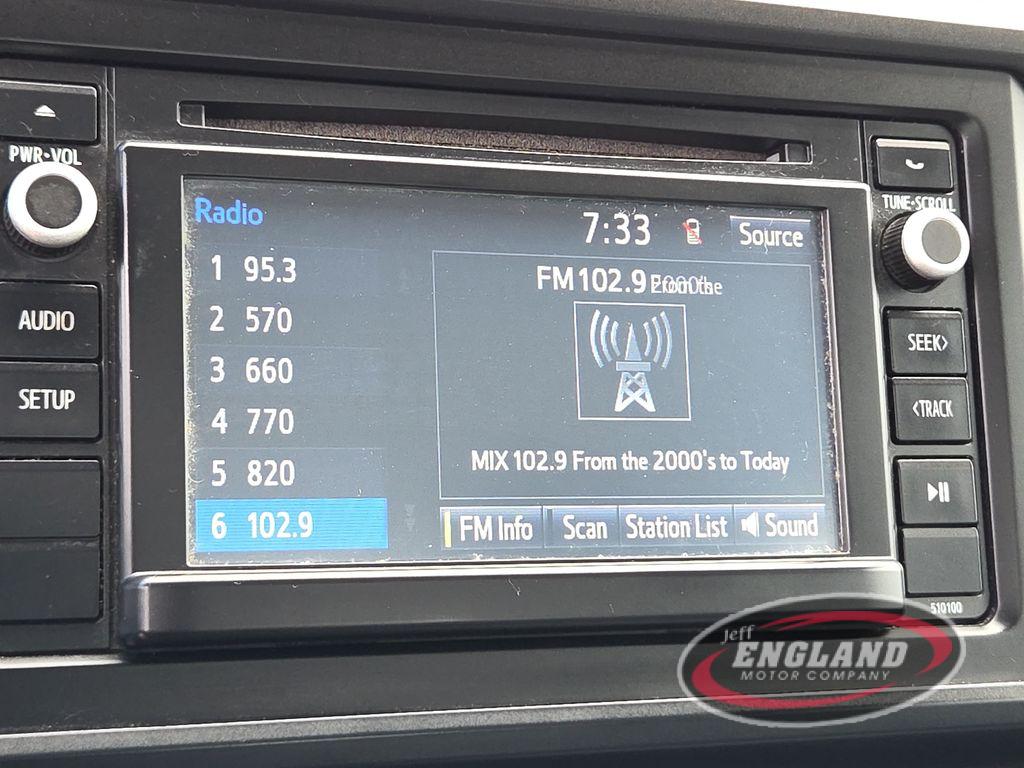 PWR·VOL
AUDIO
SETUP
Radio
7:33
Source
1 95.3
2 570
3 660
4 770
5 820
6 102.9
FM 102.9
MIX 102.9 From the 2000's to Today
FM Info
Scan
Station List
Sound
TUNE·SCROLL
SEEK>
<TRACK
510100
Jeff
ENGLAND
MOTOR COMPANY